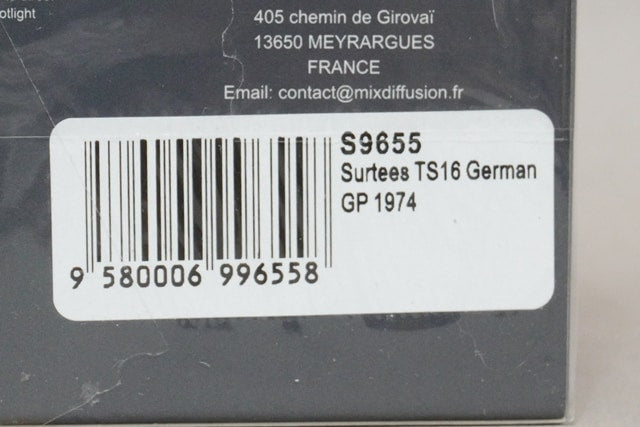 otlight
405 chemin de Girovaï
13650 MEYRARGUES
FRANCE
Email: contact@mixdiffusion.fr
S9655
Surtees TS16 German
GP 1974
9 580006 996558